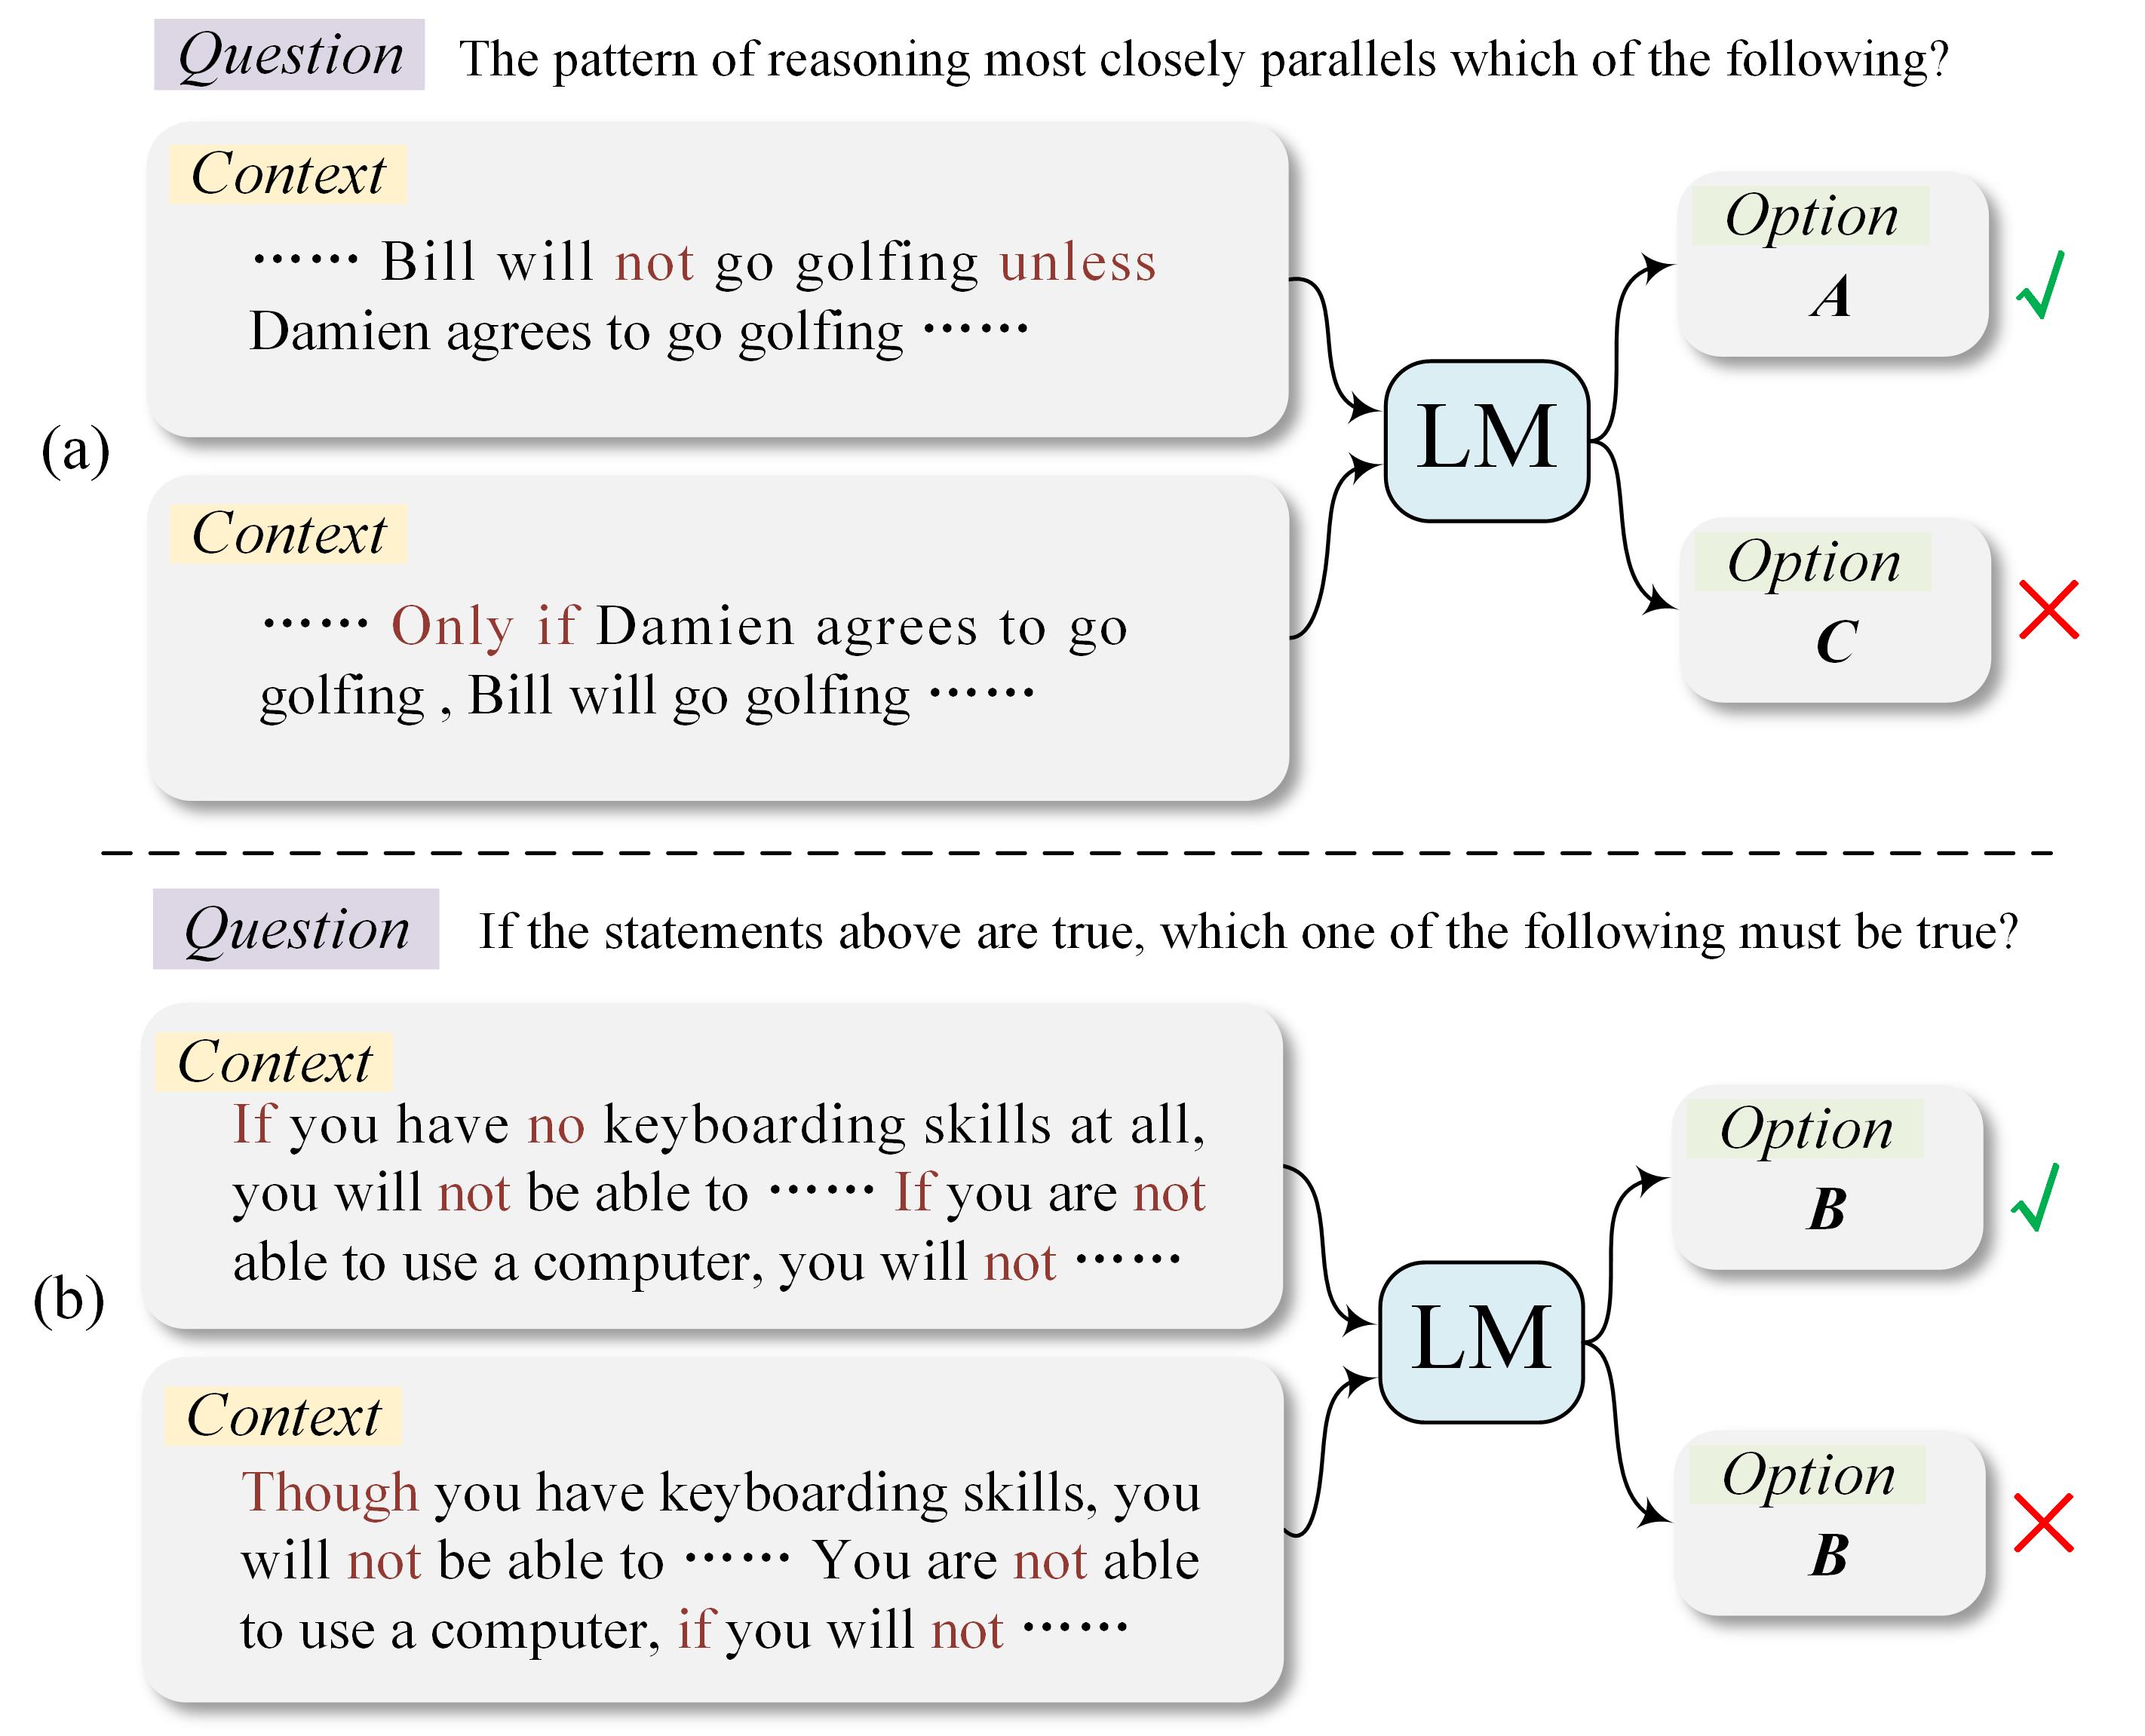 Question The pattern of reasoning most closely parallels which of the following?
Context
…… Bill will not go golfing unless
Damien agrees to go golfing ……
Option
A
(a)
LM
Context
…… Only if Damien agrees to go
golfing , Bill will go golfing ……
Option
C
Question If the statements above are true, which one of the following must be true?
Context
If you have no keyboarding skills at all,
you will not be able to …… If you are not
able to use a computer, you will not ……
Option
B
(b)
LM
Context
Though you have keyboarding skills, you
will not be able to …… You are not able
to use a computer, if you will not ……
Option
B